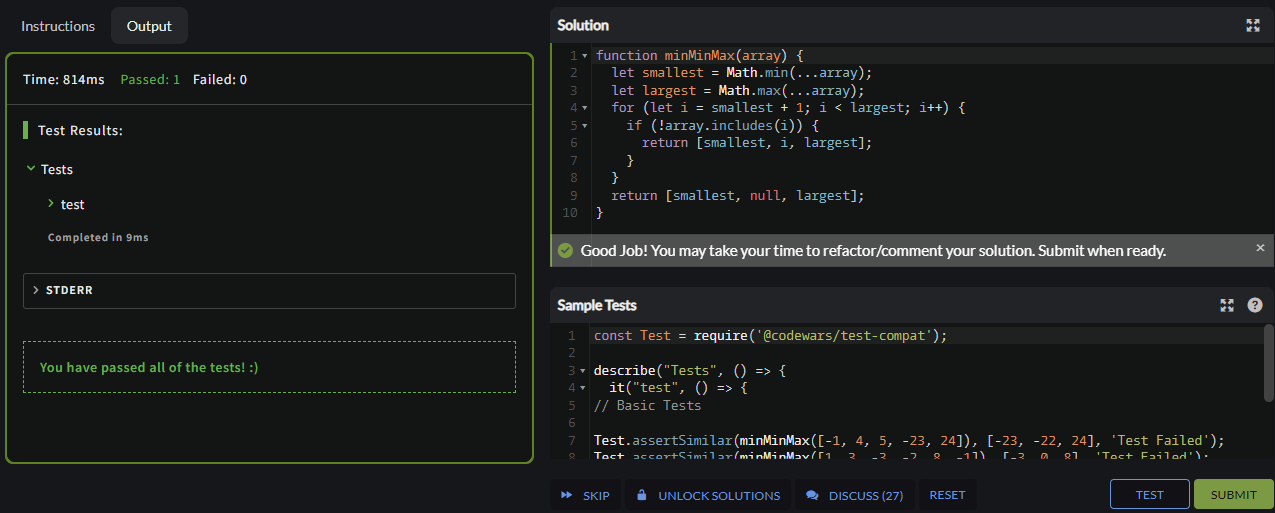 Instructions
Output
Time: 814ms Passed: 1 Failed: 0
Test Results:
Tests
test
Completed in 9ms
STDERR
You have passed all of the tests! :)
Solution
1 function minMinMax(array) {
2 let smallest = Math.min(...array);
3 let largest = Math.max(...array);
4 for (let i = smallest + 1; i < largest; i++) {
5 if (!array.includes(i)) {
6 return [smallest, i, largest];
7 }
8 }
9 return [smallest, null, largest];
10 }
Good Job! You may take your time to refactor/comment your solution. Submit when ready.
Sample Tests
1 const Test = require('@codewars/test-compat');
2
3 describe("Tests", () => {
4 it("test", () => {
5 // Basic Tests
6
7 Test.assertSimilar(minMinMax([-1, 4, 5, -23, 24]), [-23, -22, 24], 'Test Failed');
8 Test.assertSimilar(minMinMax([1, 3, -3, -2, 8, -1]), [-3, 0, 8], 'Test Failed');
SKIP
UNLOCK SOLUTIONS
DISCUSS (27)
RESET
TEST
SUBMIT